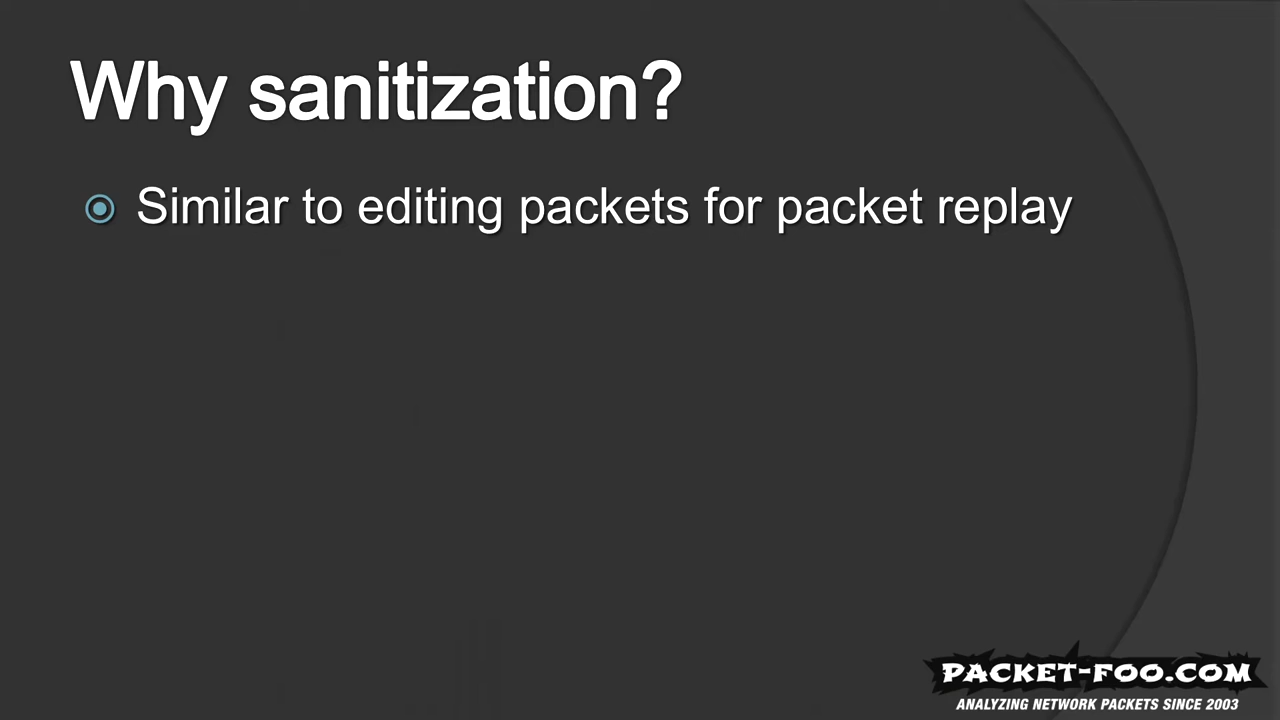 Why sanitization?
Similar to editing packets for packet replay
PACKET-FOO.COM
ANALYZING NETWORK PACKETS SINCE 2003